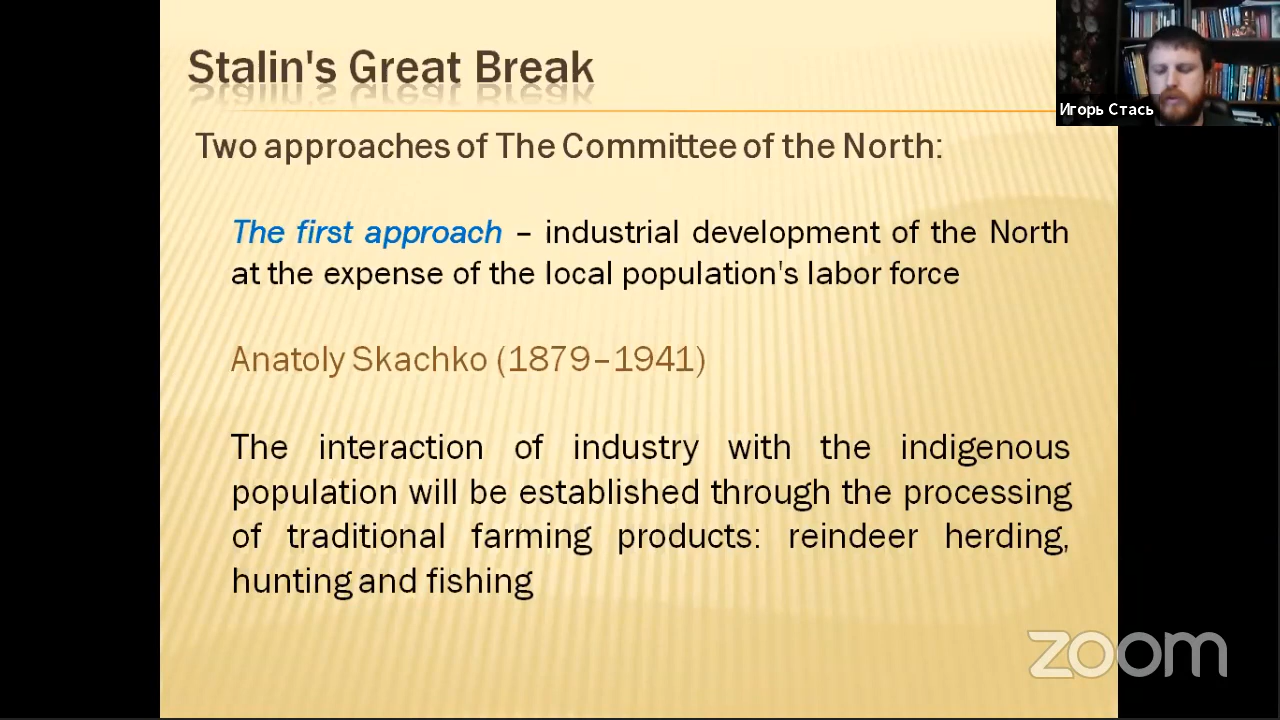 Stalin's Great Break
Игорь Стась
Two approaches of The Committee of the North:
The first approach – industrial development of the North
at the expense of the local population's labor force
Anatoly Skachko (1879–1941)
The interaction of industry with the indigenous
population will be established through the processing
of traditional farming products: reindeer herding,
hunting and fishing
zoom